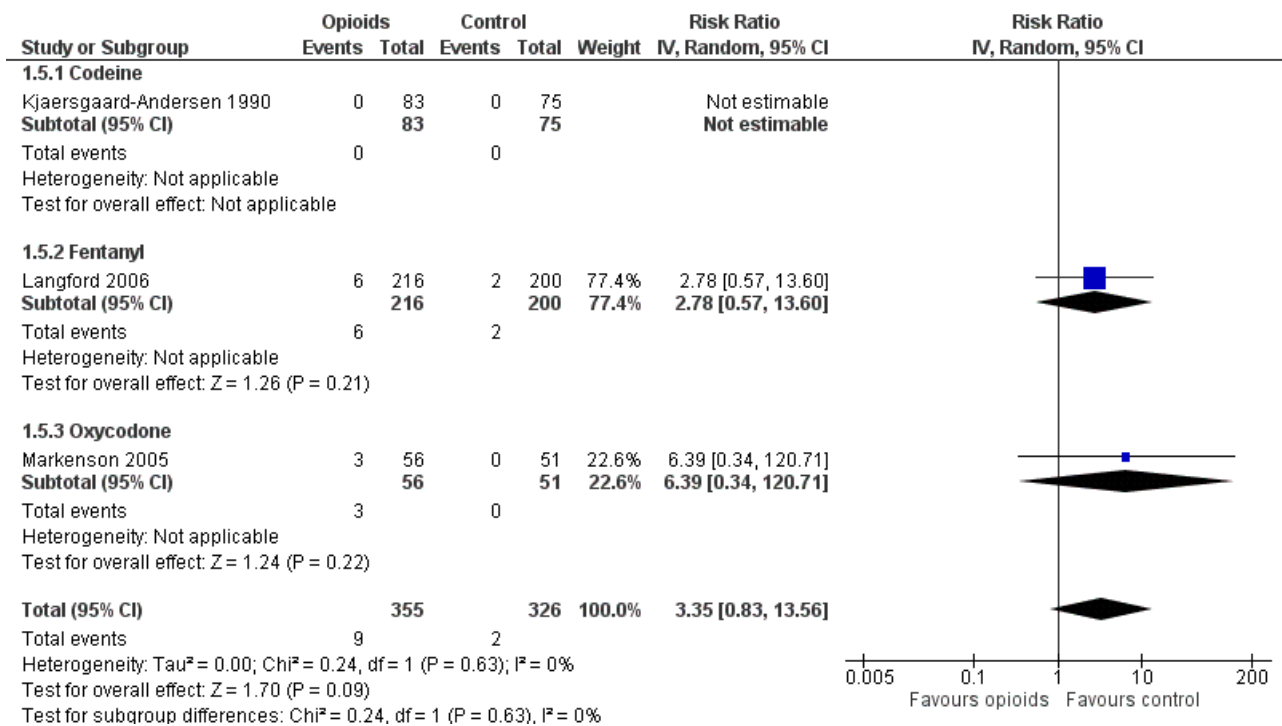 Opioids Control Risk Ratio Risk Ratio
Study or Subgroup Events Total Events Total Weight IV, Random, 95% CI IV, Random, 95% CI
1.5.1 Codeine
Kjaersgaard-Andersen 1990 0 83 0 75 Not estimable
Subtotal (95% CI) 83 75 Not estimable
Total events 0 0
Heterogeneity: Not applicable
Test for overall effect: Not applicable
1.5.2 Fentanyl
Langford 2006 6 216 2 200 77.4% 2.78 [0.57, 13.60]
Subtotal (95% CI) 216 200 77.4% 2.78 [0.57, 13.60]
Total events 6 2
Heterogeneity: Not applicable
Test for overall effect: Z = 1.26 (P = 0.21)
1.5.3 Oxycodone
Markenson 2005 3 56 0 51 22.6% 6.39 [0.34, 120.71]
Subtotal (95% CI) 56 51 22.6% 6.39 [0.34, 120.71]
Total events 3 0
Heterogeneity: Not applicable
Test for overall effect: Z = 1.24 (P = 0.22)
Total (95% CI) 355 326 100.0% 3.35 [0.83, 13.56]
Total events 9 2
Heterogeneity: Tau² = 0.00; Chi² = 0.24, df = 1 (P = 0.63); I² = 0%
Test for overall effect: Z = 1.70 (P = 0.09)
Test for subgroup differences: Chi² = 0.24, df = 1 (P = 0.63), I² = 0%
0.005 0.1 1 10 200
Favours opioids Favours control